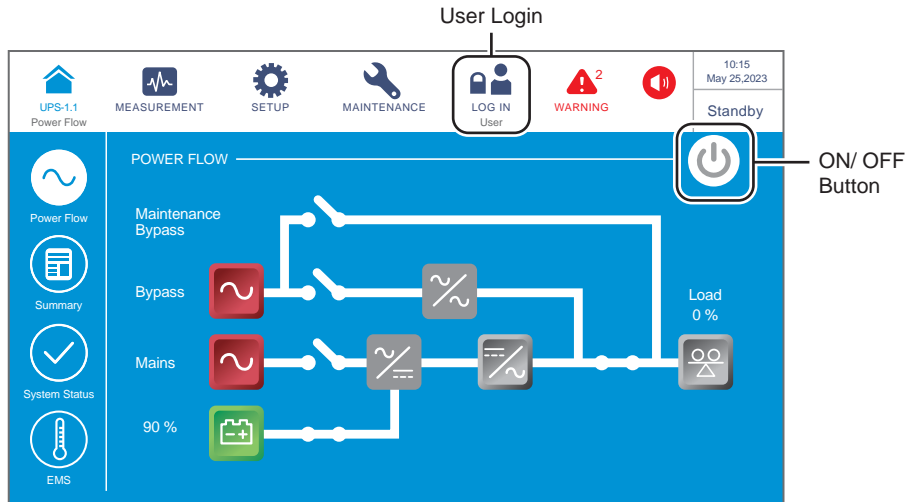 User Login
10:15
May 25,2023
2
UPS-1.1
MEASUREMENT
SETUP
MAINTENANCE
LOG IN
WARNING
Power Flow
User
Standby
POWER FLOW
ON/ OFF
Button
Power Flow
Maintenance
Bypass
Summary
Bypass
Load
0 %
Mains
System Status
90 %
EMS